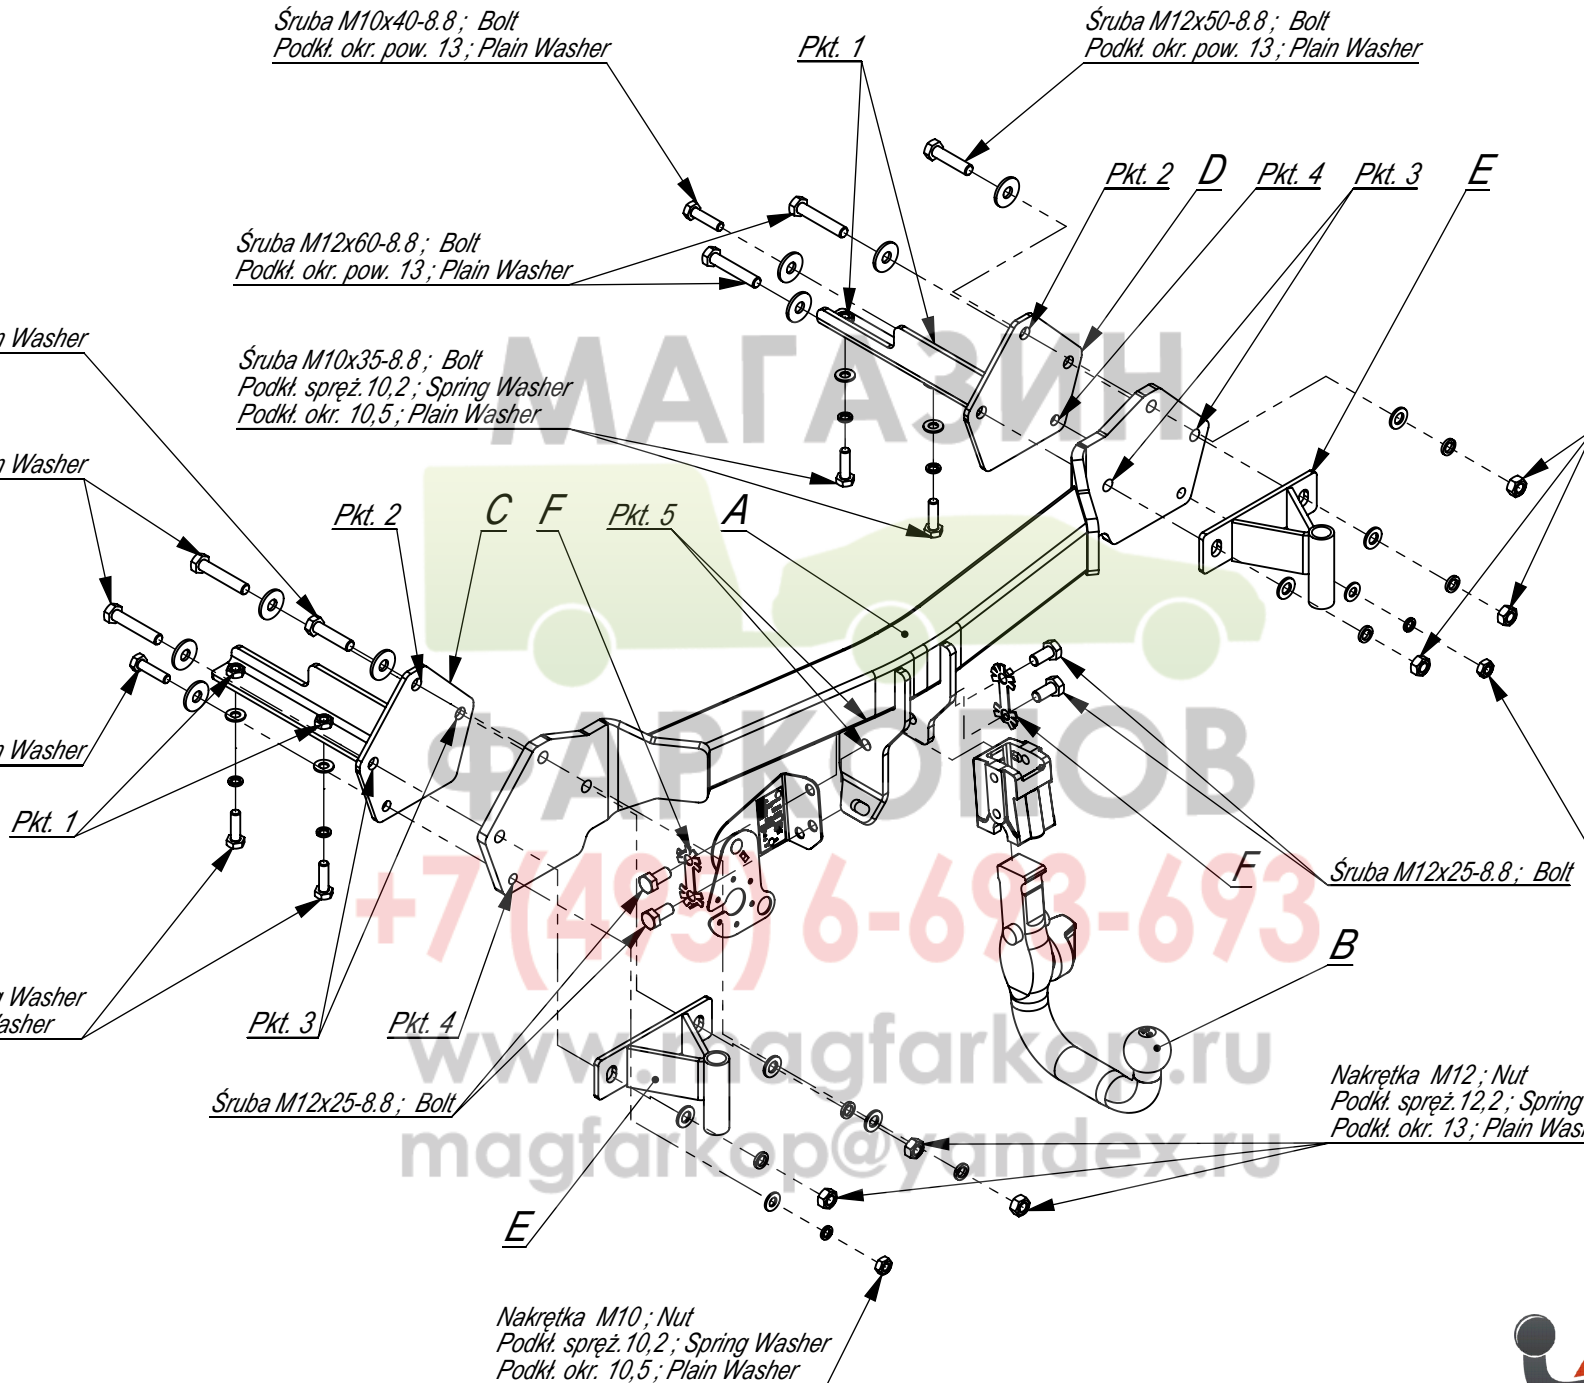 Śruba M10x40-8.8 ; Bolt
Podkł. okr. pow. 13 ; Plain Washer
Pkt. 1
Śruba M12x50-8.8 ; Bolt
Podkł. okr. pow. 13 ; Plain Washer
Pkt. 2
D
Pkt. 4
Pkt. 3
E
Śruba M12x60-8.8 ; Bolt
Podkł. okr. pow. 13 ; Plain Washer
Washer
Śruba M10x35-8.8 ; Bolt
Podkł. spręż.10,2 ; Spring Washer
Podkł. okr. 10,5 ; Plain Washer
МАГАЗИН
Washer
Pkt. 2
C
F
Pkt. 5
A
Washer
ФАРКОПОВ
Pkt. 1
F
Śruba M12x25-8.8 ; Bolt
+7 (495) 6-693-693
B
Washer
Washer
Pkt. 3
Pkt. 4
www.magfarkop.ru
Śruba M12x25-8.8 ; Bolt
Nakrętka M12 ; Nut
Podkł. spręż.12,2 ; Spring
Podkł. okr. 13 ; Plain
magfarkop@yandex.ru
E
Nakrętka M10 ; Nut
Podkł. spręż.10,2 ; Spring Washer
Podkł. okr. 10,5 ; Plain Washer